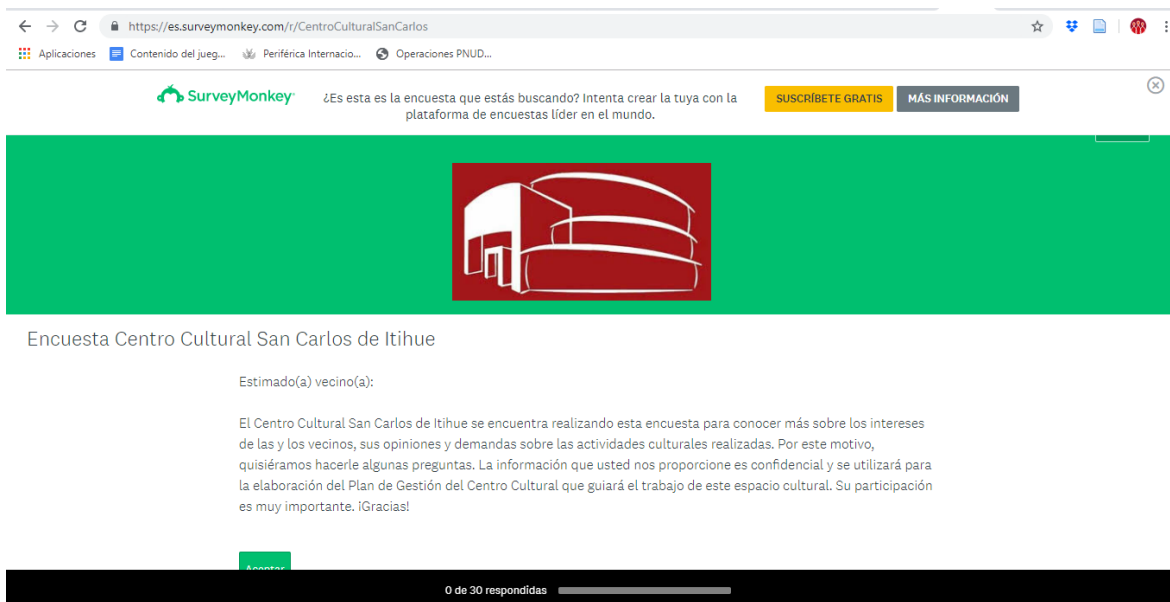 https://es.surveymonkey.com/r/CentroCulturalSanCarlos
Aplicaciones Contenido del jueg... Periférica Internacio... Operaciones PNUD...
SurveyMonkey
¿Es esta es la encuesta que estás buscando? Intenta crear la tuya con la
plataforma de encuestas líder en el mundo.
SUSCRÍBETE GRATIS MÁS INFORMACIÓN
Encuesta Centro Cultural San Carlos de Itihue
Estimado(a) vecino(a):
El Centro Cultural San Carlos de Itihue se encuentra realizando esta encuesta para conocer más sobre los intereses
de las y los vecinos, sus opiniones y demandas sobre las actividades culturales realizadas. Por este motivo,
quisiéramos hacerle algunas preguntas. La información que usted nos proporcione es confidencial y se utilizará para
la elaboración del Plan de Gestión del Centro Cultural que guiará el trabajo de este espacio cultural. Su participación
es muy importante. ¡Gracias!
Aceptar
0 de 30 respondidas